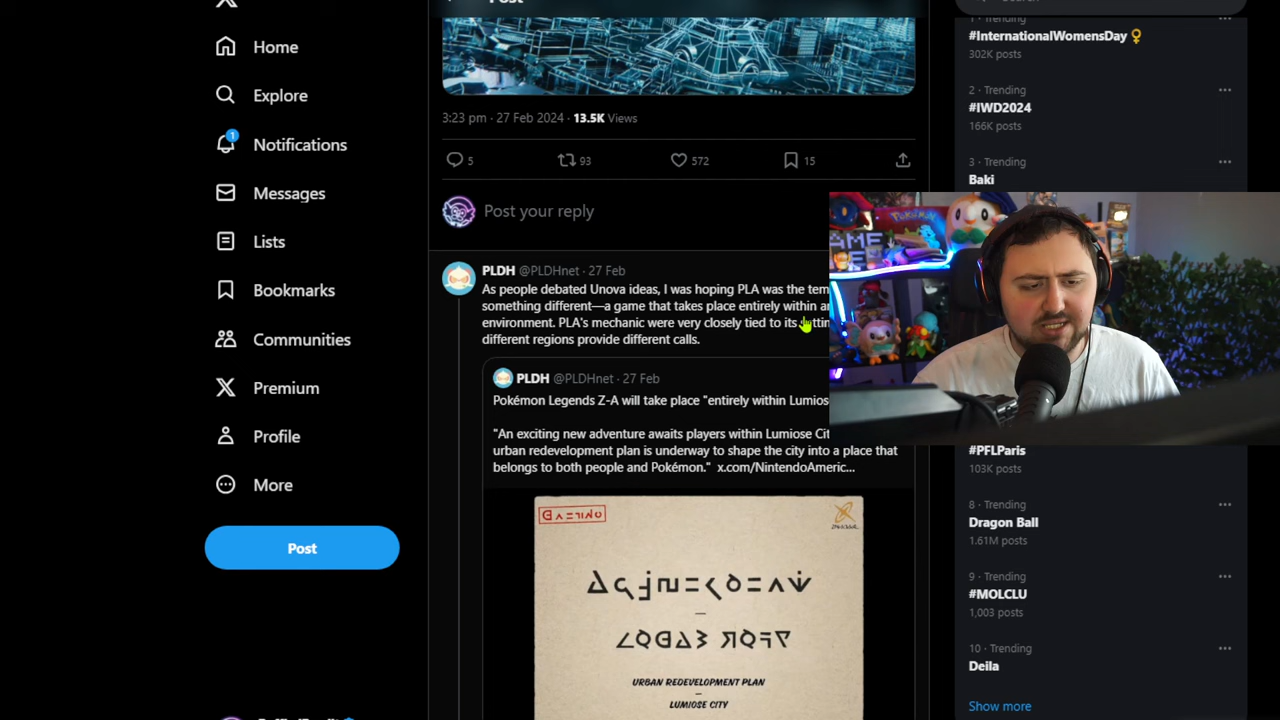 Home
Explore
1
Notifications
Messages
Lists
Bookmarks
Communities
Premium
Profile
More
Post
Post
3:23 pm · 27 Feb 2024 · 13.5K Views
5
93
572
15
Post your reply
PLDH @PLDHnet · 27 Feb
As people debated Unova ideas, I was hoping PLA was the
something different—a game that takes place entirely within
environment. PLA's mechanic were very closely tied to its
different regions provide different calls.
PLDH @PLDHnet · 27 Feb
Pokémon Legends Z-A will take place "entirely within
"An exciting new adventure awaits players within Lumiose
urban redevelopment plan is underway to shape the city into a place that
belongs to both people and Pokémon." x.com/NintendoAmeric...
URBAN REDEVELOPMENT PLAN
LUMIOSE CITY
1 · Trending
#InternationalWomensDay
302K posts
2 · Trending
#IWD2024
166K posts
3 · Trending
Baki
POKéMON
GAME
#PFLParis
103K posts
8 · Trending
Dragon Ball
1.61M posts
9 · Trending
#MOLCLU
1,003 posts
10 · Trending
Deila
Show more